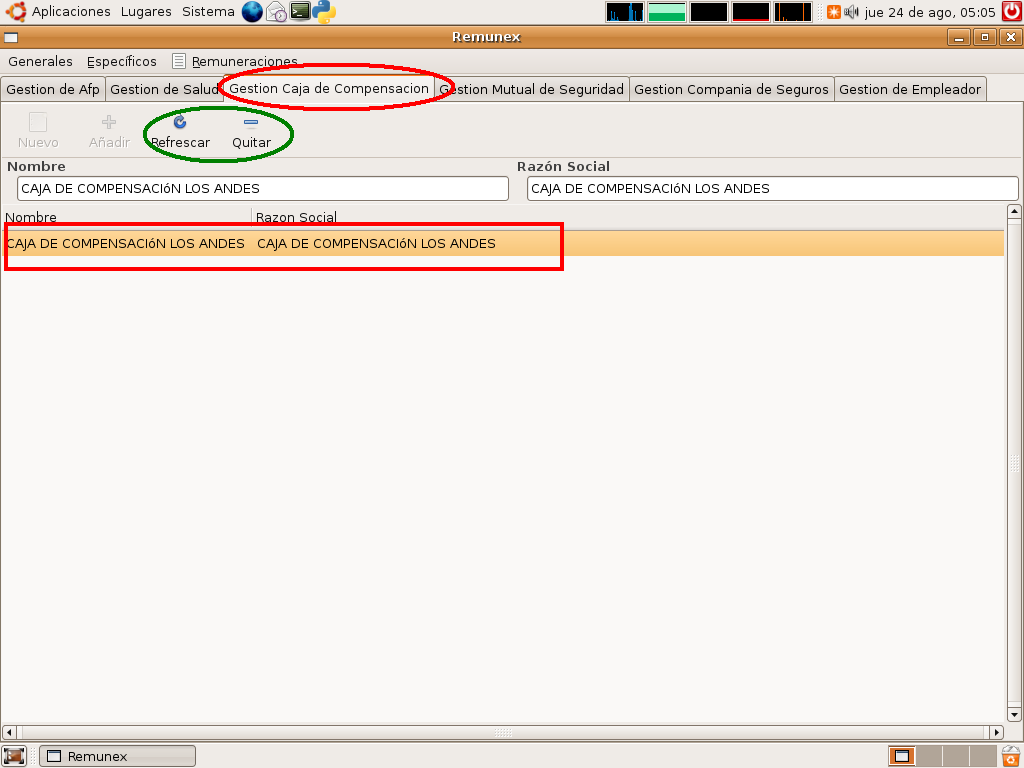 Aplicaciones Lugares Sistema jue 24 de ago, 05:05
Remunex
Generales Específicos Remuneraciones
Gestion de Afp Gestion de Salud Gestion Caja de Compensacion Gestion Mutual de Seguridad Gestion Compania de Seguros Gestion de Empleador
Nuevo Añadir Refrescar Quitar
Nombre Razón Social
CAJA DE COMPENSACIóN LOS ANDES CAJA DE COMPENSACIóN LOS ANDES
Nombre Razon Social
CAJA DE COMPENSACIóN LOS ANDES CAJA DE COMPENSACIóN LOS ANDES
Remunex